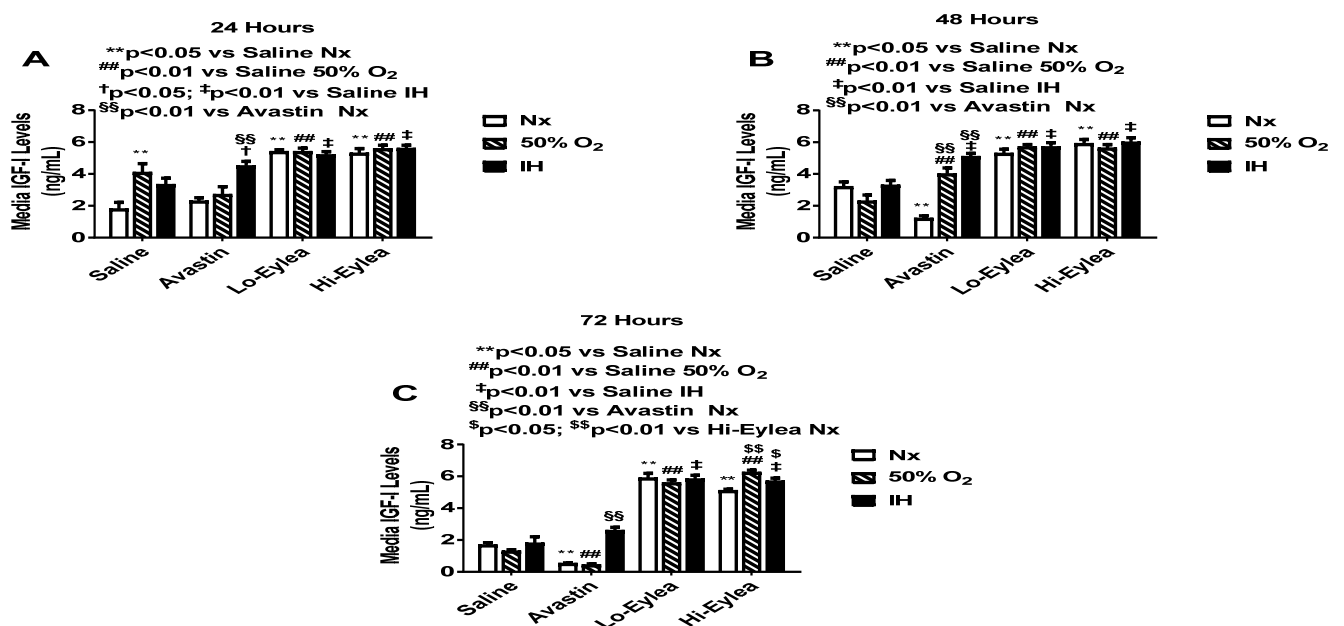 24 Hours
A
**p<0.05 vs Saline Nx
##p<0.01 vs Saline 50% O₂
†p<0.05; ‡p<0.01 vs Saline IH
§§p<0.01 vs Avastin Nx
Media IGF-I Levels
(ng/mL)
8
6
4
2
0
** §§ † ** ## ‡ ** ## ‡
Saline
Avastin
Lo-Eylea
Hi-Eylea
Nx
50% O₂
IH
48 Hours
B
**p<0.05 vs Saline Nx
##p<0.01 vs Saline 50% O₂
‡p<0.01 vs Saline IH
§§p<0.01 vs Avastin Nx
Media IGF-I Levels
(ng/mL)
8
6
4
2
0
** §§ ## §§ ‡ ** ## ‡ ** ## ‡
Saline
Avastin
Lo-Eylea
Hi-Eylea
Nx
50% O₂
IH
72 Hours
C
**p<0.05 vs Saline Nx
##p<0.01 vs Saline 50% O₂
‡p<0.01 vs Saline IH
§§p<0.01 vs Avastin Nx
$p<0.05; $$p<0.01 vs Hi-Eylea Nx
Media IGF-I Levels
(ng/mL)
8
6
4
2
0
** ## §§ ** ## ‡ ** $$ ## $ ‡
Saline
Avastin
Lo-Eylea
Hi-Eylea
Nx
50% O₂
IH